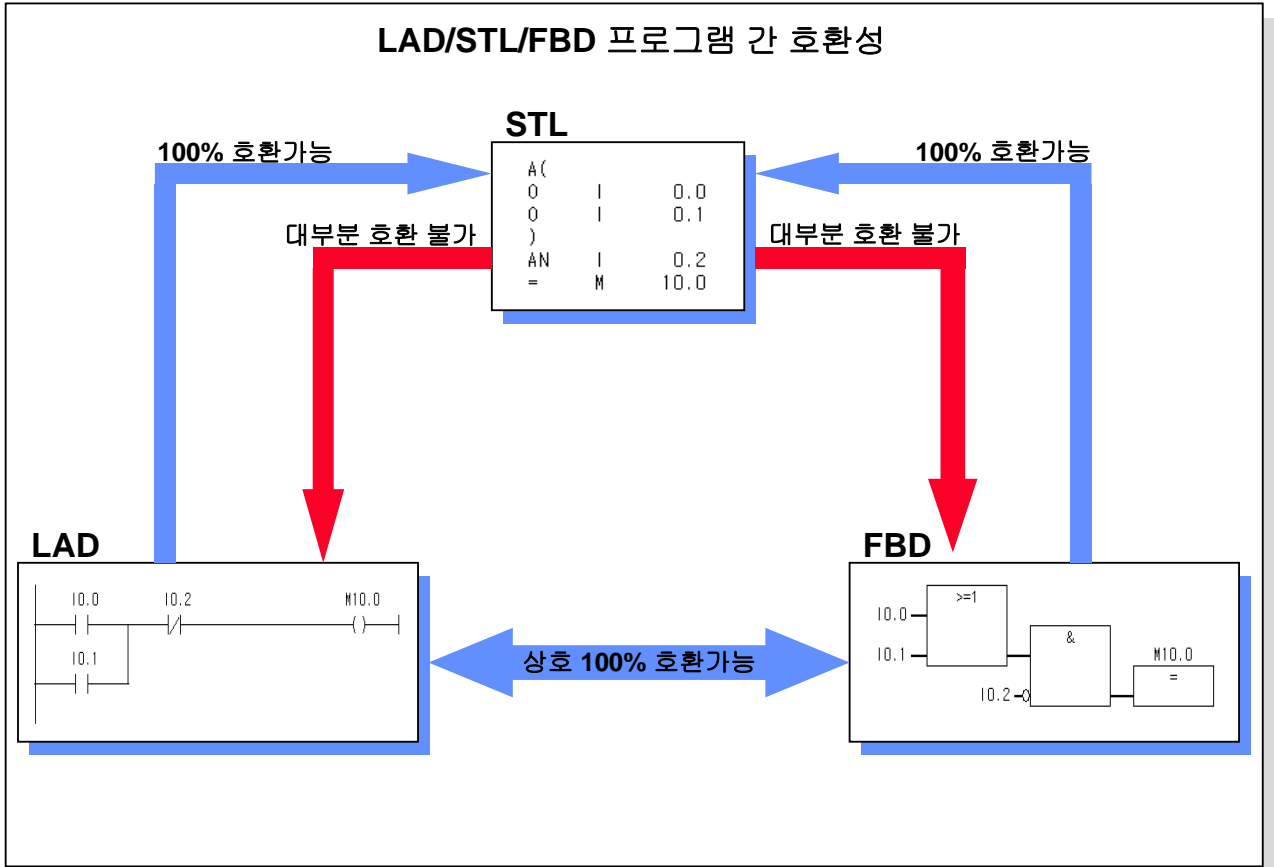 LAD/STL/FBD 프로그램 간 호환성
STL
100% 호환가능
100% 호환가능
A(
O I 0.0
O I 0.1
)
AN I 0.2
= M 10.0
대부분 호환 불가
대부분 호환 불가
LAD
I0.0 I0.2 M10.0
I0.1
상호 100% 호환가능
FBD
>=1
I0.0
I0.1
&
I0.2
M10.0
=